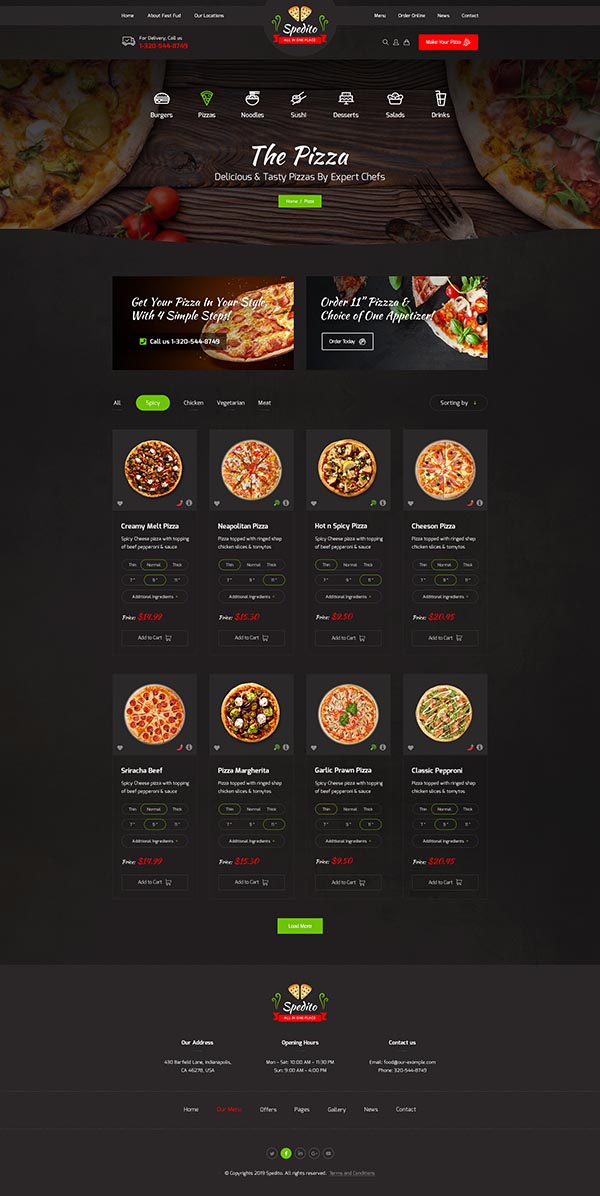 Home About Fast Fud Our Locations
Spedito
ALL IN ONE PLACE
Menu Order Online News Contact
For Delivery, Call us
1-320-544-8749
Make Your Pizza
Burgers Pizzas Noodles Sushi Desserts Salads Drinks
The Pizza
Delicious & Tasty Pizzas By Expert Chefs
Home / Pizza
Get Your Pizza In Your Style,
With 4 Simple Steps!
Call us 1-320-544-8749
Order 11" Pizzza &
Choice of One Appetizer!
Order Today
All Spicy Chicken Vegetarian Meat
Sorting by
Creamy Melt Pizza
Spicy Cheese pizza with topping
of beef pepperoni & sauce
Thin Normal Thick
7 " 9 " 11 "
Additional Ingredients +
Price: $14.99
Add to Cart
Neapolitan Pizza
Pizza topped with ringed shap
chicken slices & tomytos
Thin Normal Thick
7 " 9 " 11 "
Additional Ingredients +
Price: $15.50
Add to Cart
Hot n Spicy Pizza
Spicy Cheese pizza with topping
of beef pepperoni & sauce
Thin Normal Thick
7 " 9 " 11 "
Additional Ingredients +
Price: $9.50
Add to Cart
Cheeson Pizza
Pizza topped with ringed shap
chicken slices & tomytos
Thin Normal Thick
7 " 9 " 11 "
Additional Ingredients +
Price: $20.45
Add to Cart
Sriracha Beef
Spicy Cheese pizza with topping
of beef pepperoni & sauce
Thin Normal Thick
7 " 9 " 11 "
Additional Ingredients +
Price: $14.99
Add to Cart
Pizza Margherita
Pizza topped with ringed shap
chicken slices & tomytos
Thin Normal Thick
7 " 9 " 11 "
Additional Ingredients +
Price: $15.50
Add to Cart
Garlic Prawn Pizza
Spicy Cheese pizza with topping
of beef pepperoni & sauce
Thin Normal Thick
7 " 9 " 11 "
Additional Ingredients +
Price: $9.50
Add to Cart
Classic Pepproni
Pizza topped with ringed shap
chicken slices & tomytos
Thin Normal Thick
7 " 9 " 11 "
Additional Ingredients +
Price: $20.45
Add to Cart
Load More
Spedito
ALL IN ONE PLACE
Our Address
430 Barfield Lane, Indianapolis,
CA 46278, USA
Opening Hours
Mon – Sat: 10:00 AM – 11:30 PM
Sun: 9:00 AM – 4:00 PM
Contact us
Email: food@our-example.com
Phone: 320-544-8749
Home Our Menu Offers Pages Gallery News Contact
© Copyrights 2019 Spedito. All rights reserved. Terms and Conditions